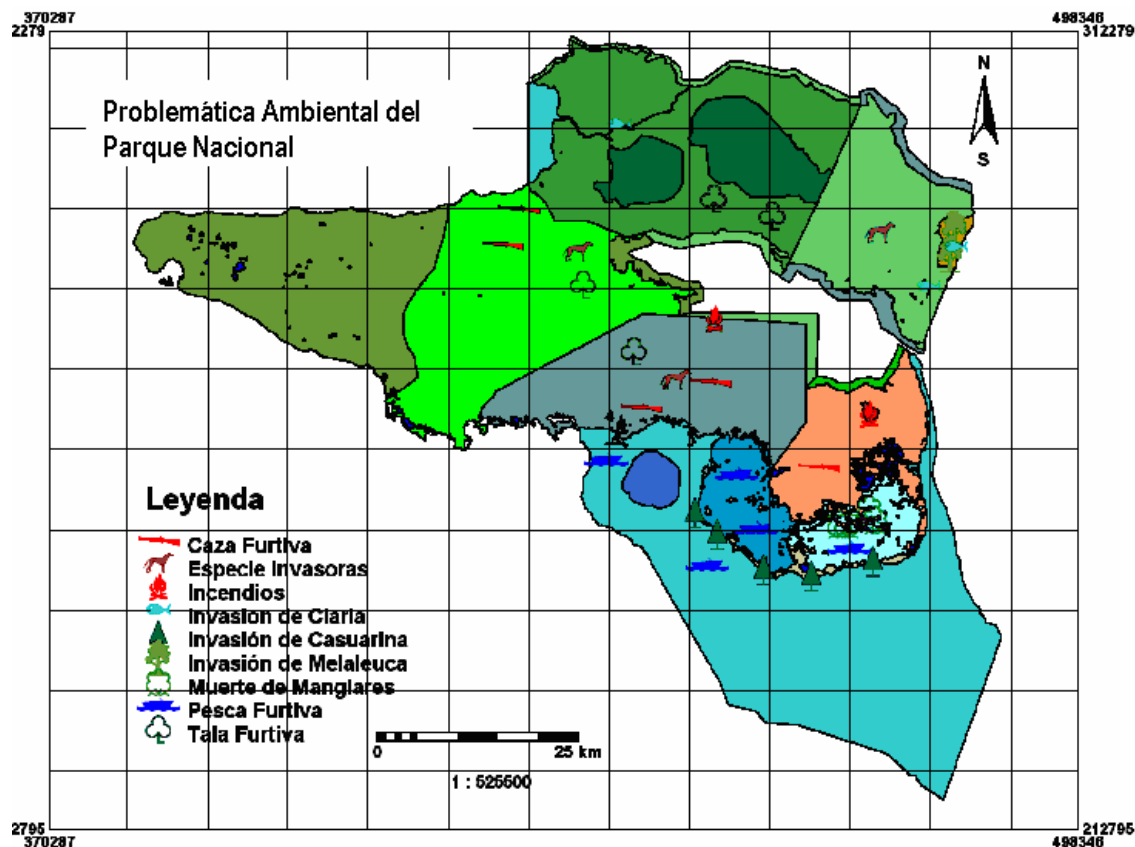 370287
498346
2279
312279
N
S
Problemática Ambiental del
Parque Nacional
Leyenda
Caza Furtiva
Especie Invasoras
Incendios
Invasion de Claria
Invasión de Casuarina
Invasión de Melaleuca
Muerte de Manglares
Pesca Furtiva
Tala Furtiva
0 25 km
1 : 525500
2795
212795
370287
498346